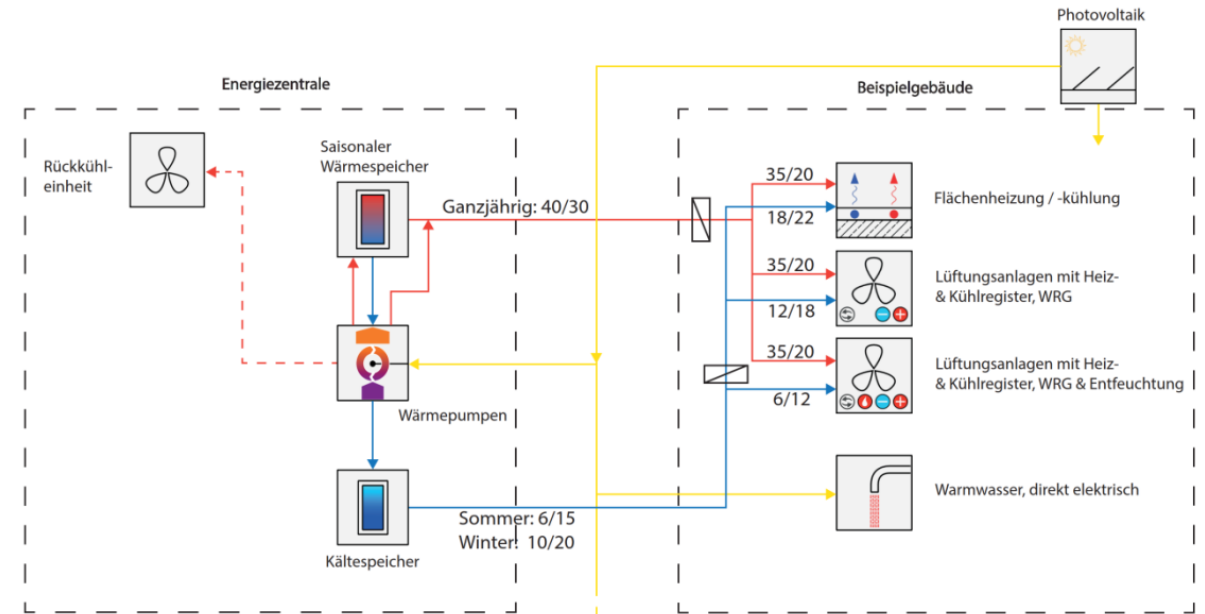 Photovoltaik
Energiezentrale
Beispielgebäude
Rückkühl-
einheit
Saisonaler
Wärmespeicher
Ganzjährig: 40/30
35/20
18/22
Flächenheizung / -kühlung
35/20
12/18
Lüftungsanlagen mit Heiz-
& Kühlregister, WRG
35/20
6/12
Lüftungsanlagen mit Heiz-
& Kühlregister, WRG & Entfeuchtung
Wärmepumpen
Warmwasser, direkt elektrisch
Sommer: 6/15
Winter: 10/20
Kältespeicher